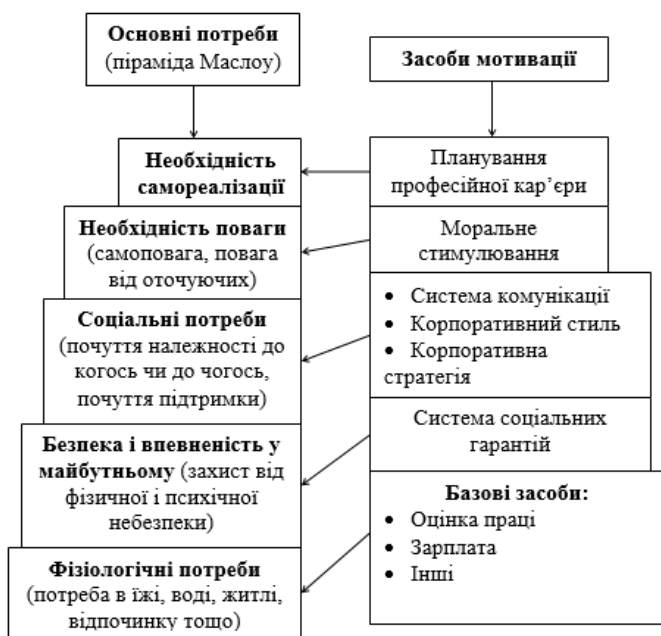 Основні потреби
(піраміда Маслоу)
Засоби мотивації
Необхідність
самореалізації
Планування
професійної кар’єри
Необхідність поваги
(самоповага, повага
від оточуючих)
Моральне
стимулювання
Соціальні потреби
(почуття належності до
когось чи до чогось,
почуття підтримки)
• Система комунікації
• Корпоративний стиль
• Корпоративна
стратегія
Безпека і впевненість у
майбутньому (захист від
фізичної і психічної
небезпеки)
Система соціальних
гарантій
Фізіологічні потреби
(потреба в їжі, воді, житлі,
відпочинку тощо)
Базові засоби:
• Оцінка праці
• Зарплата
• Інші